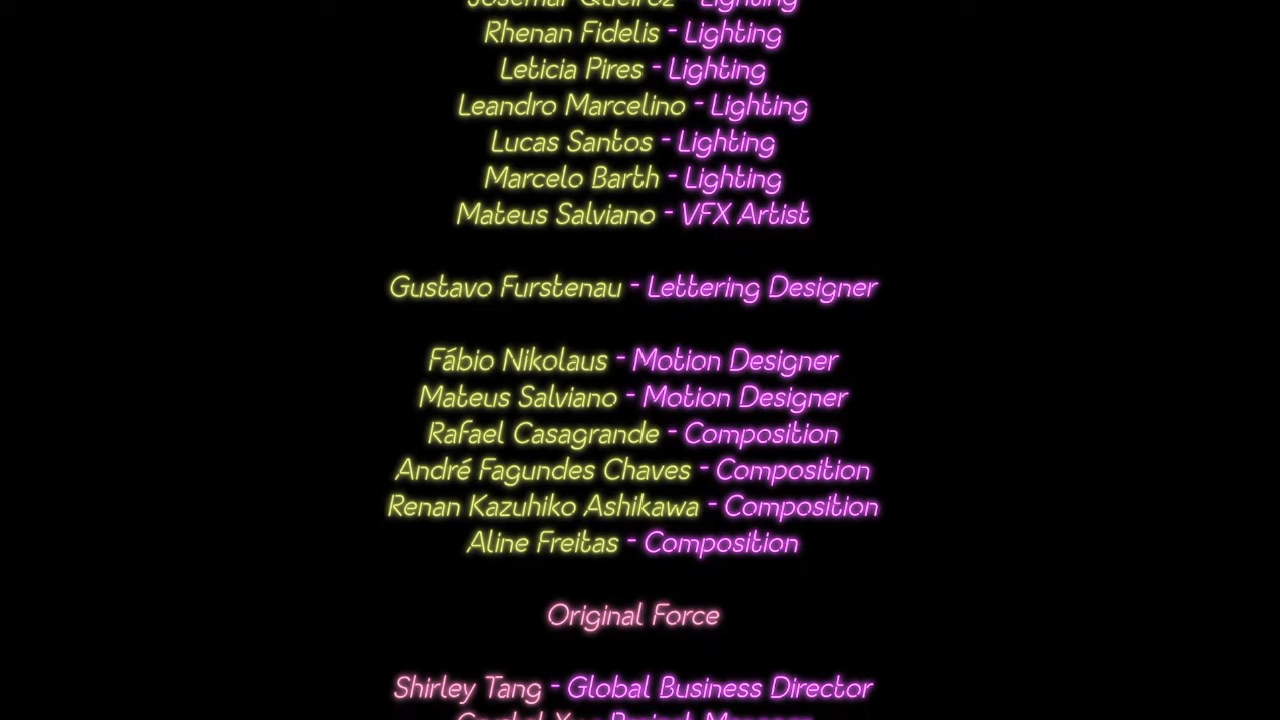 Josemar Queiroz - Lighting
Rhenan Fidelis - Lighting
Leticia Pires - Lighting
Leandro Marcelino - Lighting
Lucas Santos - Lighting
Marcelo Barth - Lighting
Mateus Salviano - VFX Artist
Gustavo Furstenau - Lettering Designer
Fábio Nikolaus - Motion Designer
Mateus Salviano - Motion Designer
Rafael Casagrande - Composition
André Fagundes Chaves - Composition
Renan Kazuhiko Ashikawa - Composition
Aline Freitas - Composition
Original Force
Shirley Tang - Global Business Director
- Project Manager